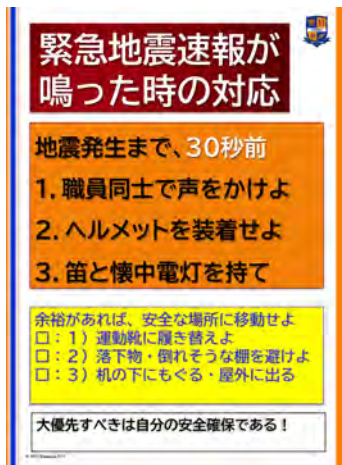 緊急地震速報が
鳴った時の対応
地震発生まで、30秒前
1. 職員同士で声をかけよ
2. ヘルメットを装着せよ
3. 笛と懐中電灯を持て
余裕があれば、安全な場所に移動せよ
□：1）運動靴に履き替えよ
□：2）落下物・倒れそうな棚を避けよ
□：3）机の下にもぐる・屋外に出る
大優先すべきは自分の安全確保である！